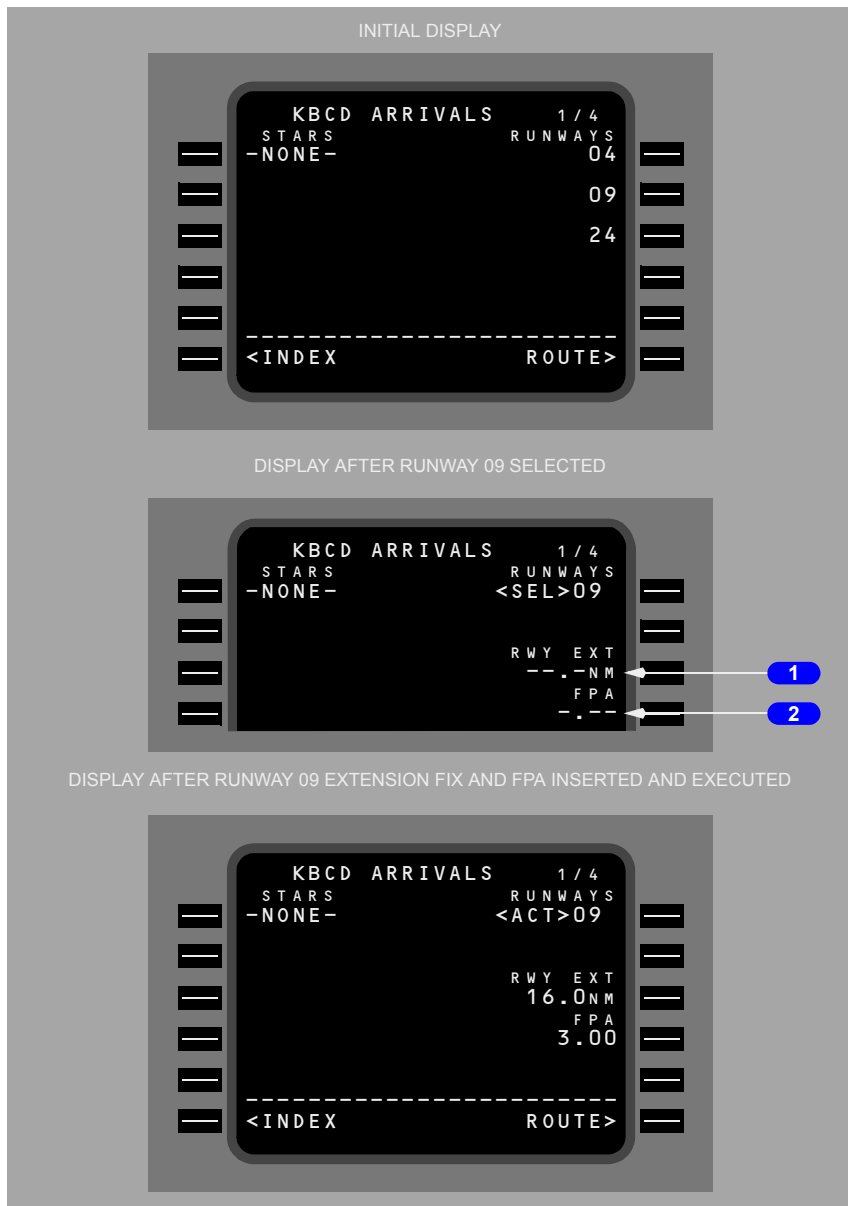 INITIAL DISPLAY
KBCD ARRIVALS 1/4
STARS RUNWAYS
-NONE- 04
09
24
------------------------
<INDEX ROUTE>
DISPLAY AFTER RUNWAY 09 SELECTED
KBCD ARRIVALS 1/4
STARS RUNWAYS
-NONE- <SEL>09
RWY EXT
--.-NM 1
FPA
-.-- 2
DISPLAY AFTER RUNWAY 09 EXTENSION FIX AND FPA INSERTED AND EXECUTED
KBCD ARRIVALS 1/4
STARS RUNWAYS
-NONE- <ACT>09
RWY EXT
16.0NM
FPA
3.00
------------------------
<INDEX ROUTE>